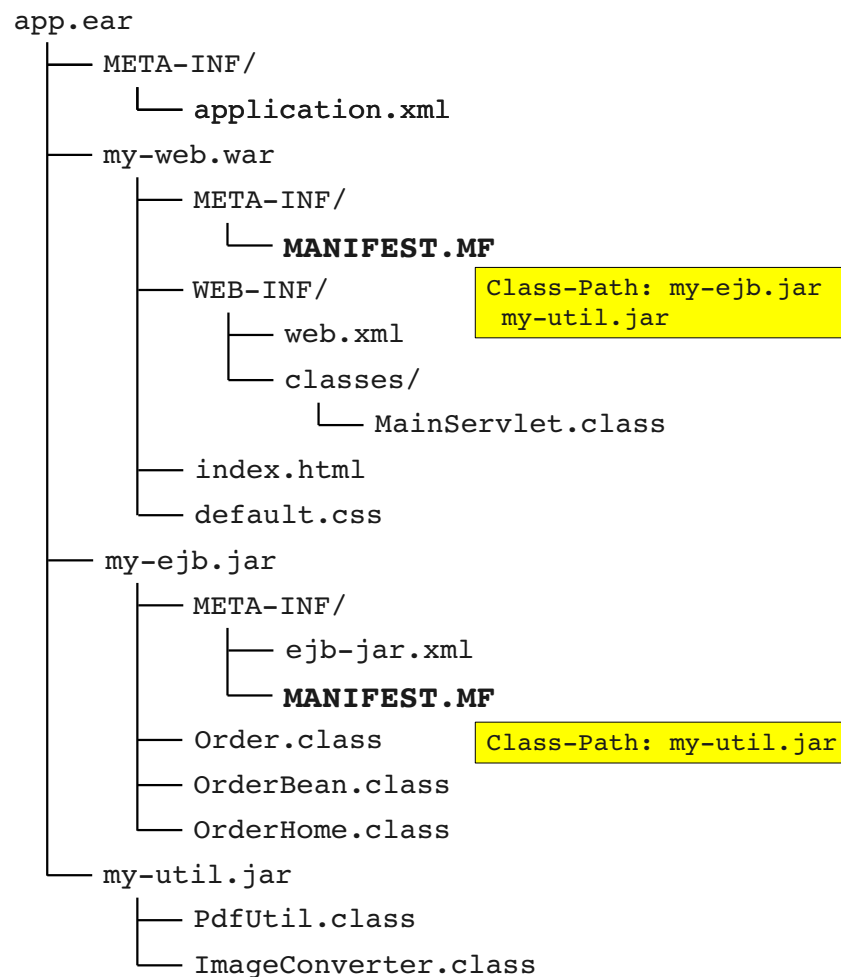 app.ear
META-INF/
application.xml
my-web.war
META-INF/
MANIFEST.MF
WEB-INF/
Class-Path: my-ejb.jar
my-util.jar
web.xml
classes/
MainServlet.class
index.html
default.css
my-ejb.jar
META-INF/
ejb-jar.xml
MANIFEST.MF
Order.class
Class-Path: my-util.jar
OrderBean.class
OrderHome.class
my-util.jar
PdfUtil.class
ImageConverter.class